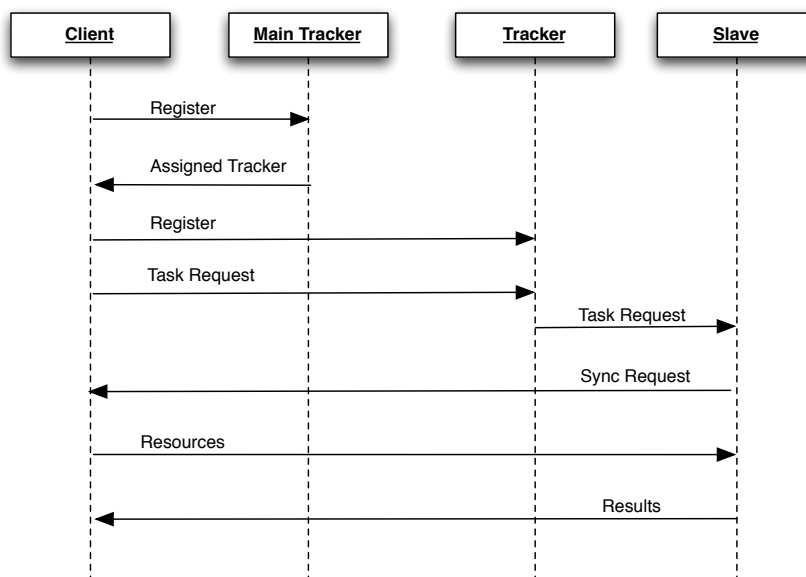 Client
Main Tracker
Tracker
Slave
Register
Assigned Tracker
Register
Task Request
Task Request
Sync Request
Resources
Results